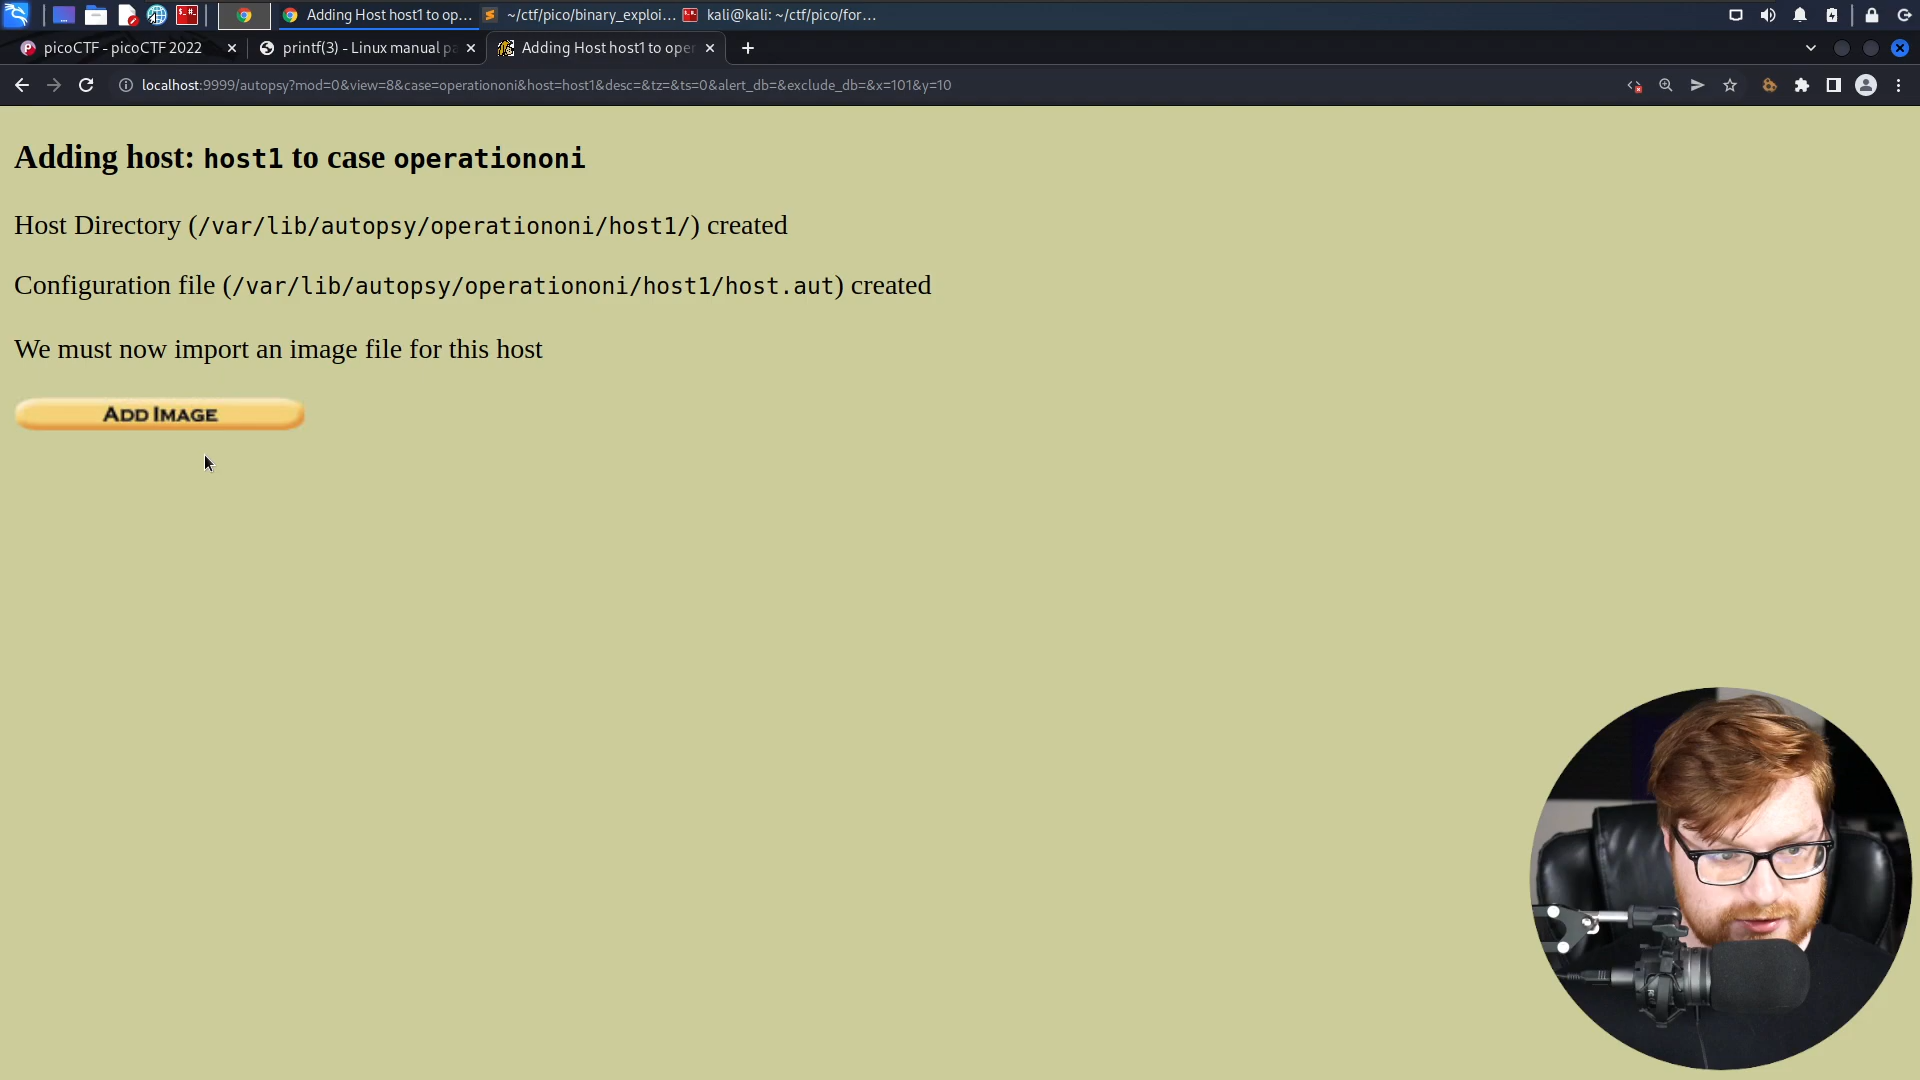 Adding Host host1 to op...
~/ctf/pico/binary_exploi...
kali@kali: ~/ctf/pico/for...
picoCTF - picoCTF 2022
printf(3) - Linux manual pa
Adding Host host1 to oper
localhost:9999/autopsy?mod=0&view=8&case=operationoni&host=host1&desc=&tz=&ts=0&alert_db=&exclude_db=&x=101&y=10
Adding host: host1 to case operationoni
Host Directory (/var/lib/autopsy/operationoni/host1/) created
Configuration file (/var/lib/autopsy/operationoni/host1/host.aut) created
We must now import an image file for this host
ADD IMAGE